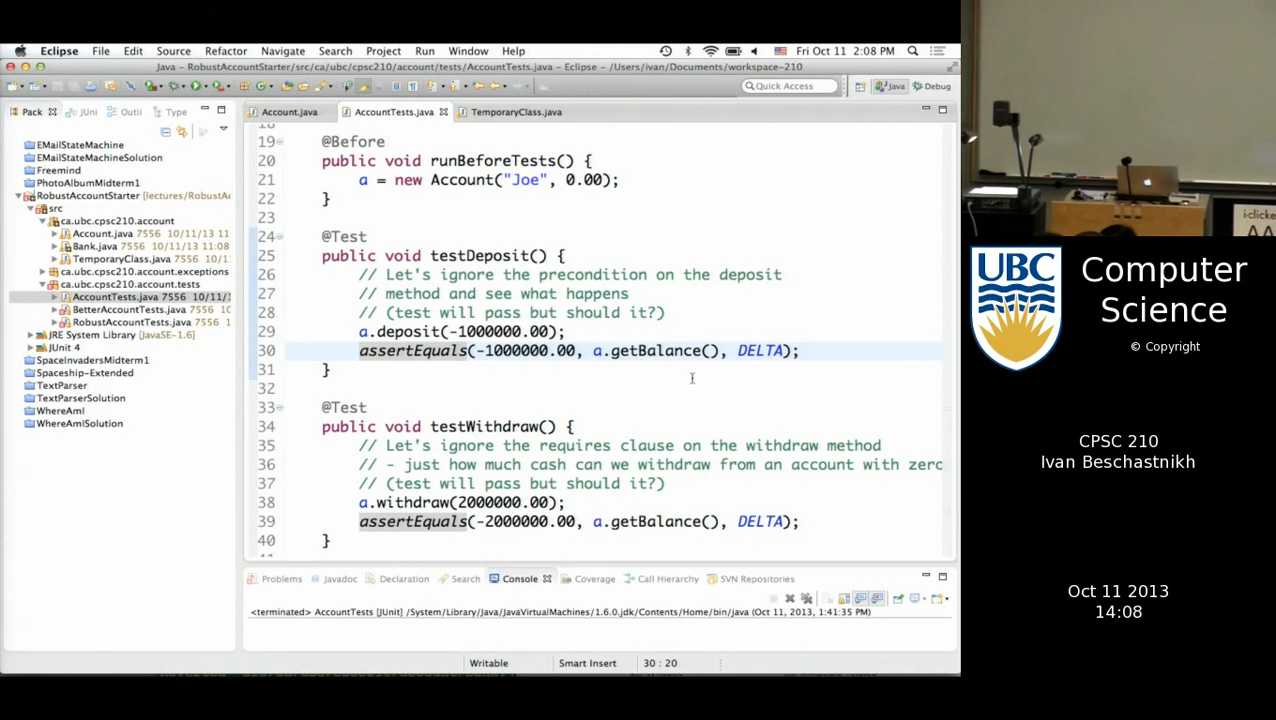 Eclipse File Edit Source Refactor Navigate Search Project Run Window Help Fri Oct 11 2:08 PM
Java – RobustAccountStarter/src/ca/ubc/cpsc210/account/tests/AccountTests.java – Eclipse – /Users/ivan/Documents/workspace-210
Quick Access Java Debug
Pack JUni Outli Type
Account.java AccountTests.java TemporaryClass.java
EMailStateMachine
EMailStateMachineSolution
Freemind
PhotoAlbumMidterm1
RobustAccountStarter [lectures/RobustAc
src
ca.ubc.cpsc210.account
Account.java 7556 10/11/13 11
Bank.java 7556 10/11/13 11:08
TemporaryClass.java 7556 10/1
ca.ubc.cpsc210.account.exceptions
ca.ubc.cpsc210.account.tests
AccountTests.java 7556 10/11/1
BetterAccountTests.java 7556 1
RobustAccountTests.java 7556 1
JRE System Library [JavaSE-1.6]
JUnit 4
SpaceInvadersMidterm1
Spaceship-Extended
TextParser
TextParserSolution
WhereAmI
WhereAmISolution
18
19 @Before
20 public void runBeforeTests() {
21 a = new Account("Joe", 0.00);
22 }
23
24 @Test
25 public void testDeposit() {
26 // Let's ignore the precondition on the deposit
27 // method and see what happens
28 // (test will pass but should it?)
29 a.deposit(-1000000.00);
30 assertEquals(-1000000.00, a.getBalance(), DELTA);
31 }
32
33 @Test
34 public void testWithdraw() {
35 // Let's ignore the requires clause on the withdraw method
36 // - just how much cash can we withdraw from an account with zero
37 // (test will pass but should it?)
38 a.withdraw(2000000.00);
39 assertEquals(-2000000.00, a.getBalance(), DELTA);
40 }
Problems Javadoc Declaration Search Console Coverage Call Hierarchy SVN Repositories
<terminated> AccountTests [JUnit] /System/Library/Java/JavaVirtualMachines/1.6.0.jdk/Contents/Home/bin/java (Oct 11, 2013, 1:41:35 PM)
Writable Smart Insert 30 : 20
i-clicke
UBC
Computer
Science
© Copyright
CPSC 210
Ivan Beschastnikh
Oct 11 2013
14:08